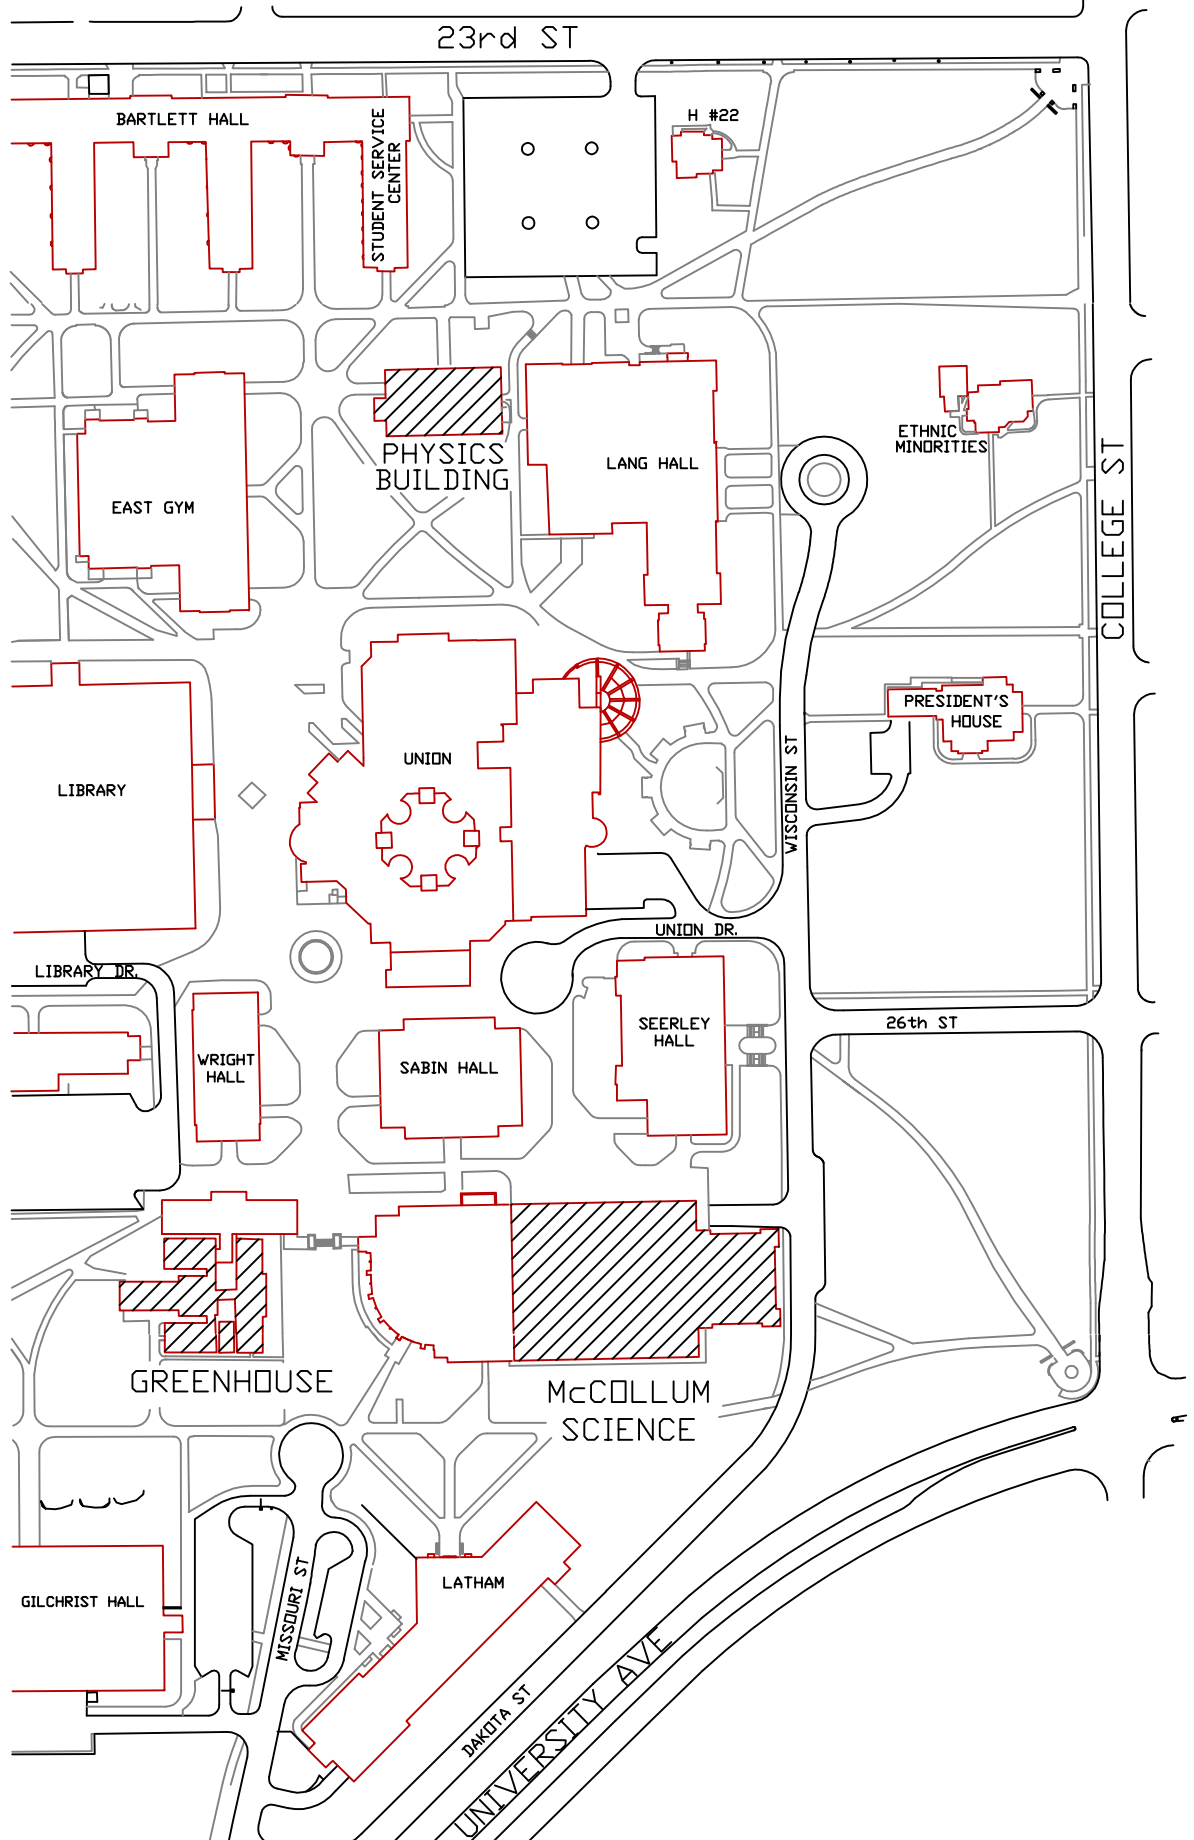 23rd ST
H #22
BARTLETT HALL
STUDENT SERVICE
CENTER
ETHNIC
MINORITIES
PHYSICS
BUILDING
LANG HALL
EAST GYM
COLLEGE ST
PRESIDENT'S
HOUSE
UNION
LIBRARY
WISCONSIN ST
UNION DR.
LIBRARY DR.
26th ST
SEERLEY
HALL
WRIGHT
HALL
SABIN HALL
GREENHOUSE
McCOLLUM
SCIENCE
LATHAM
GILCHRIST HALL
MISSOURI ST
DAKOTA ST
UNIVERSITY AVE